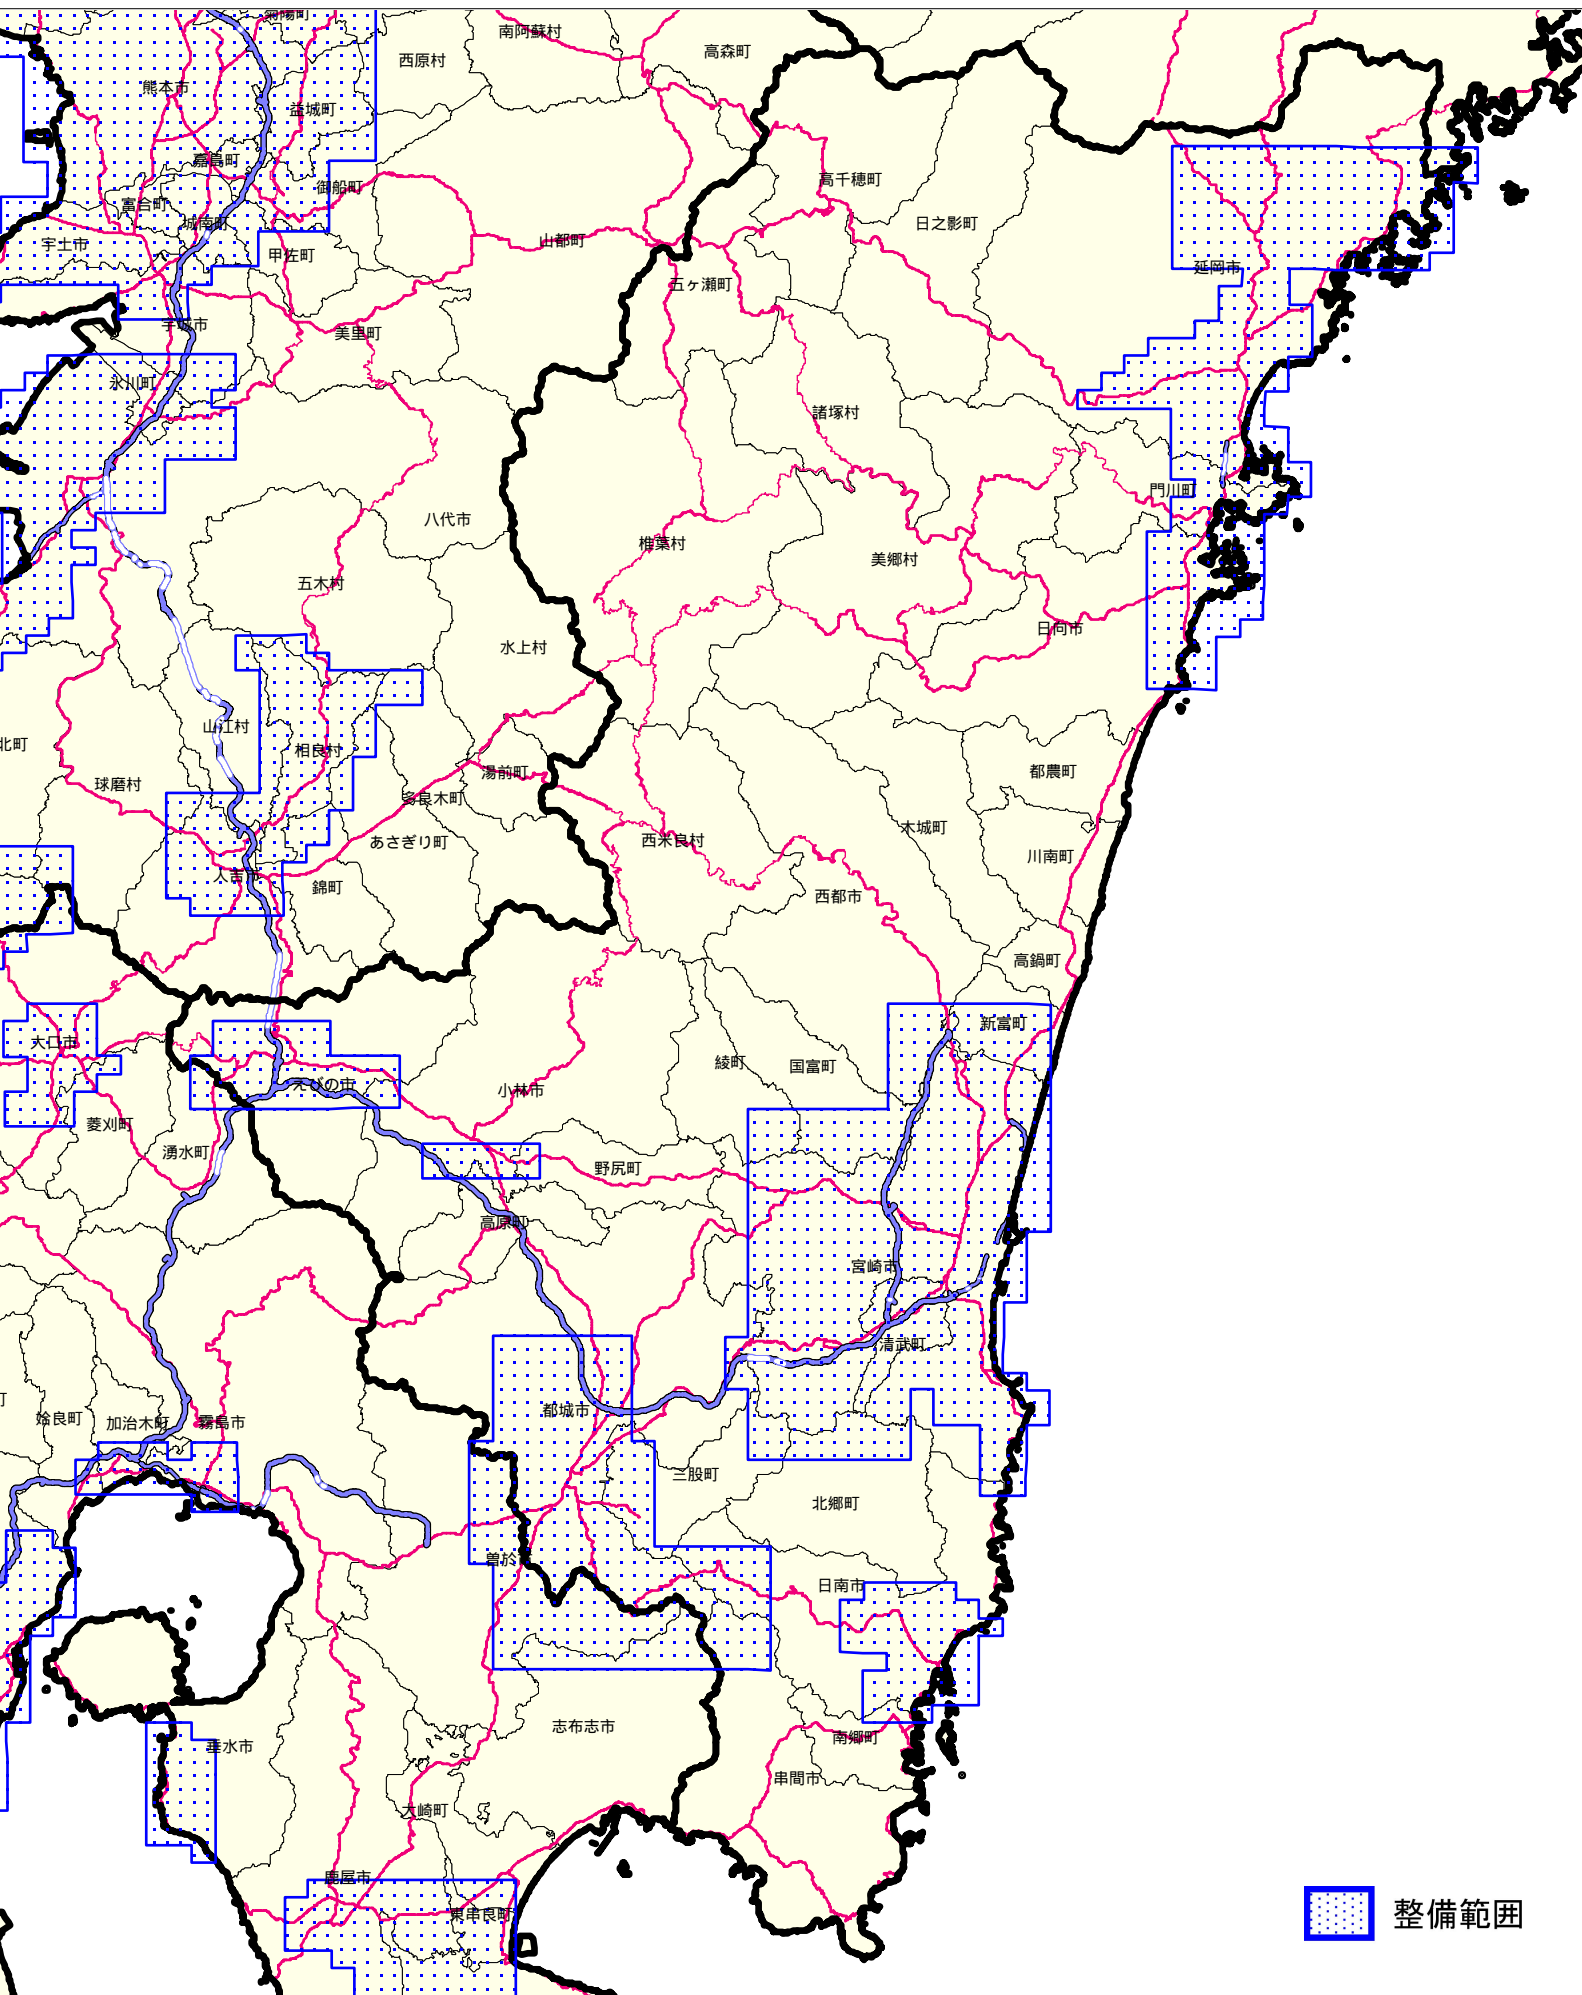 菊陽町
南阿蘇村
高森町
西原村
熊本市
益城町
嘉島町
高千穂町
御船町
富合町
城南町
日之影町
宇土市
山都町
甲佐町
延岡市
五ヶ瀬町
宇城市
美里町
氷川町
諸塚村
門川町
八代市
椎葉村
美郷村
五木村
日向市
水上村
山江村
北町
相良村
湯前町
都農町
球磨村
多良木町
木城町
あさぎり町
西米良村
川南町
人吉市
錦町
西都市
高鍋町
新富町
大口市
綾町
国富町
えびの市
小林市
菱刈町
湧水町
野尻町
高原町
宮崎市
清武町
町
姶良町
加治木町
霧島市
都城市
三股町
北郷町
曽於市
日南市
志布志市
南郷町
垂水市
串間市
大崎町
鹿屋市
東串良町
整備範囲